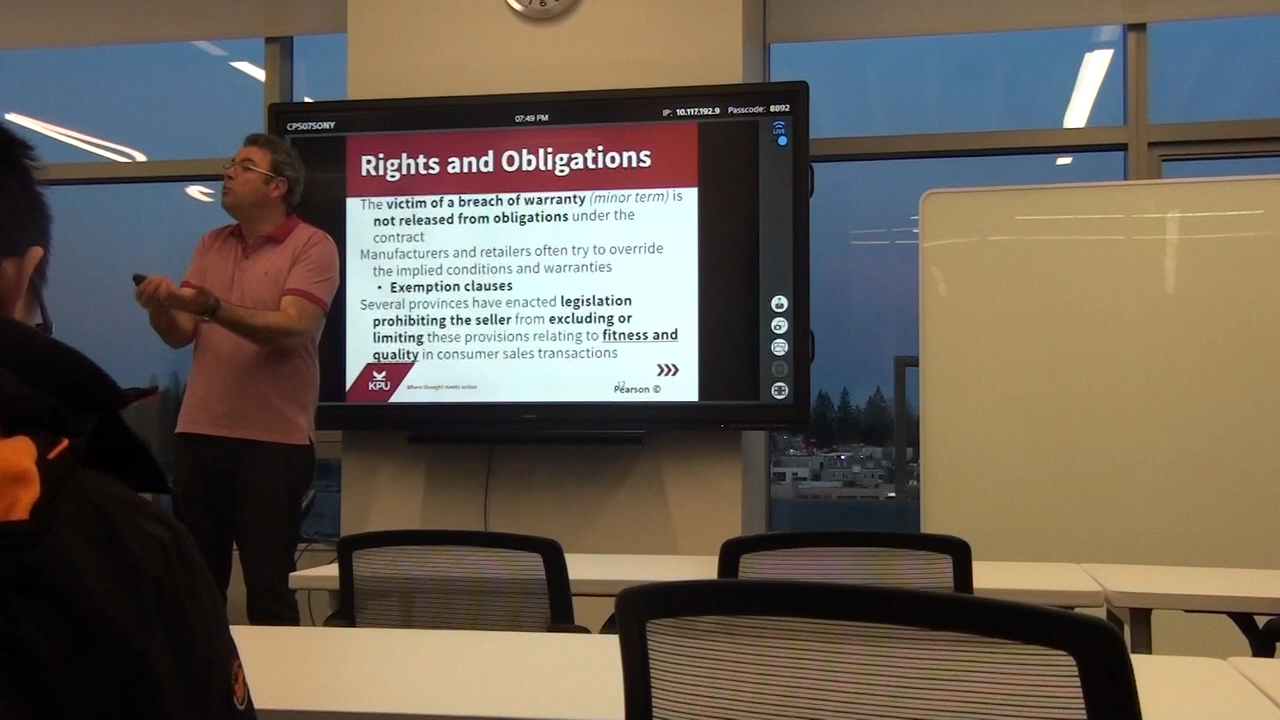 CPS07SONY
07:49 PM
IP: 10.117.192.9 Passcode: 8892
LIVE
Rights and Obligations
The victim of a breach of warranty (minor term) is
not released from obligations under the
contract
Manufacturers and retailers often try to override
the implied conditions and warranties
• Exemption clauses
Several provinces have enacted legislation
prohibiting the seller from excluding or
limiting these provisions relating to fitness and
quality in consumer sales transactions
KPU
Where thought meets action
12
Pearson ©